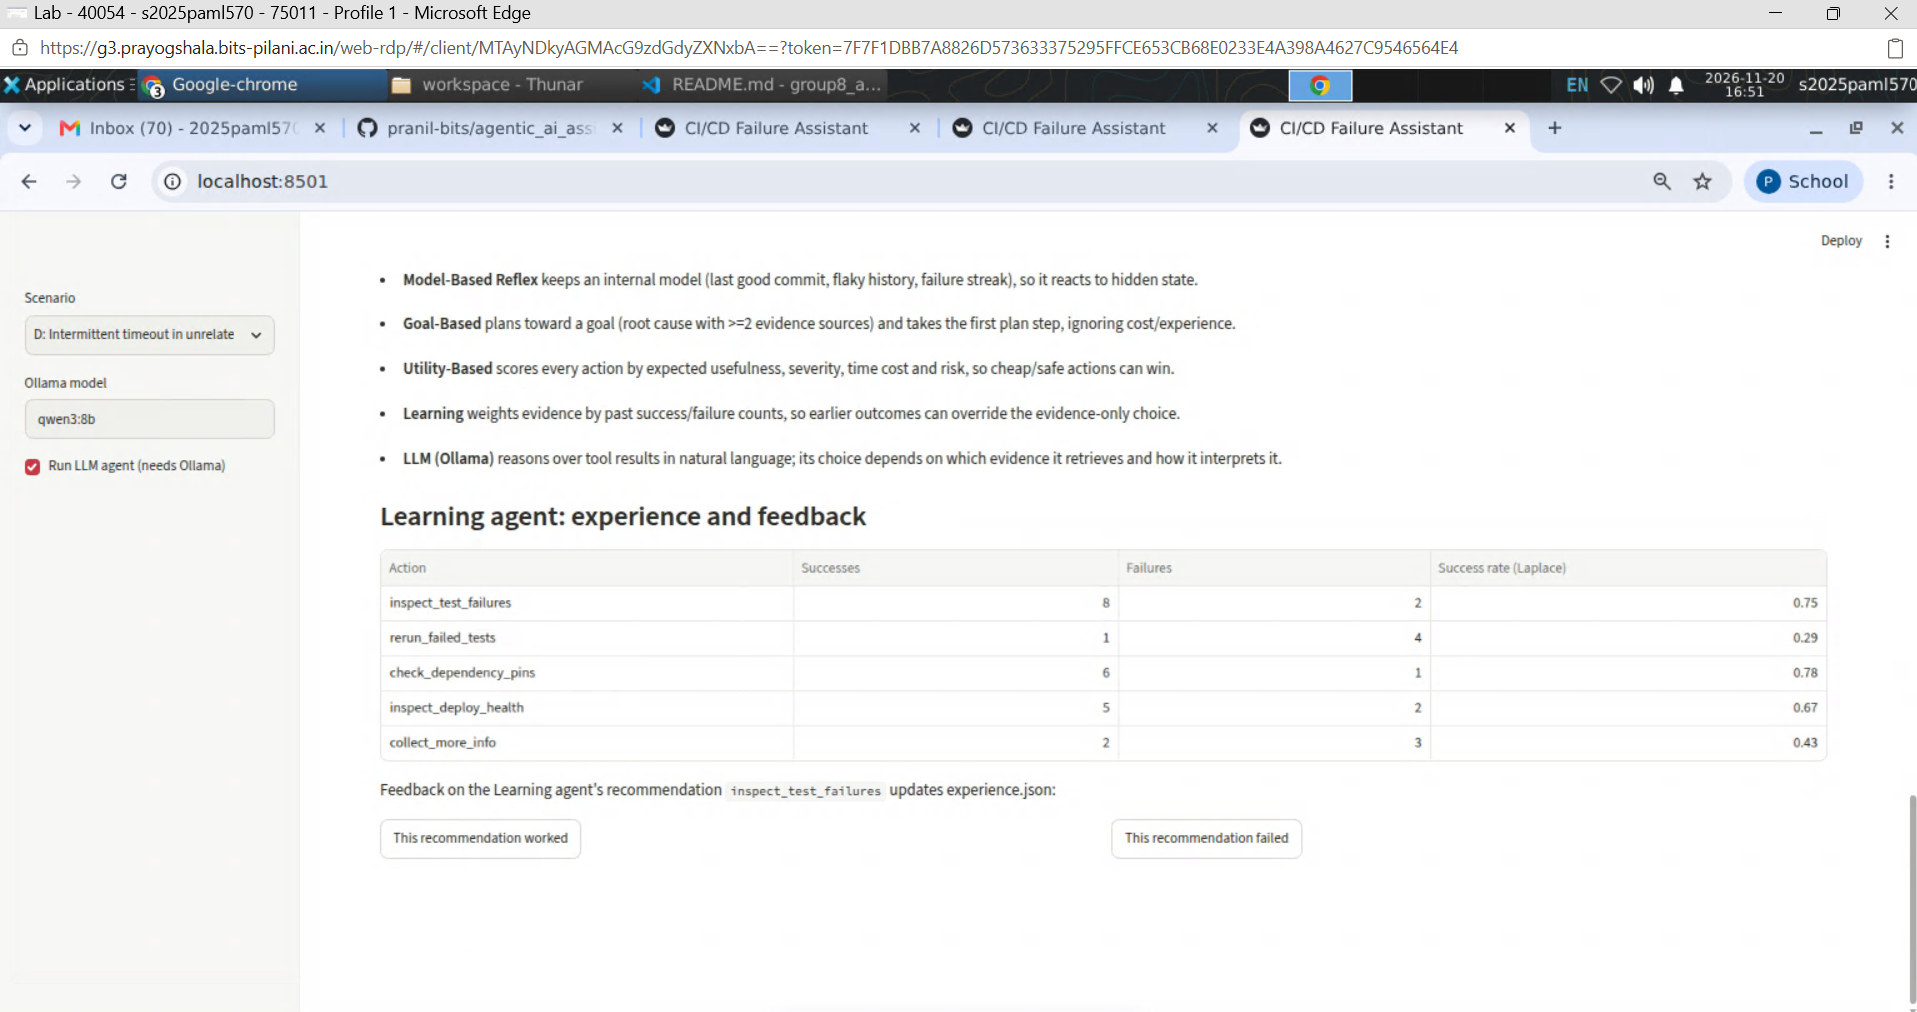 Lab - 40054 - s2025paml570 - 75011 - Profile 1 - Microsoft Edge
https://g3.prayogshala.bits-pilani.ac.in/web-rdp/#/client/MTAyNDkyAGMAcG9zdGdyZXNxbA==?token=7F7F1DBB7A8826D573633375295FFCE653CB68E0233E4A398A4627C9546564E4
Applications Google-chrome workspace - Thunar README.md - group8_a... EN 2026-11-20 16:51 s2025paml570
3
Inbox (70) - 2025paml570 pranil-bits/agentic_ai_ass CI/CD Failure Assistant CI/CD Failure Assistant CI/CD Failure Assistant
localhost:8501 P School
Deploy
Scenario
D: Intermittent timeout in unrelate
Ollama model
qwen3:8b
Run LLM agent (needs Ollama)
• Model-Based Reflex keeps an internal model (last good commit, flaky history, failure streak), so it reacts to hidden state.
• Goal-Based plans toward a goal (root cause with >=2 evidence sources) and takes the first plan step, ignoring cost/experience.
• Utility-Based scores every action by expected usefulness, severity, time cost and risk, so cheap/safe actions can win.
• Learning weights evidence by past success/failure counts, so earlier outcomes can override the evidence-only choice.
• LLM (Ollama) reasons over tool results in natural language; its choice depends on which evidence it retrieves and how it interprets it.
Learning agent: experience and feedback
Action Successes Failures Success rate (Laplace)
inspect_test_failures 8 2 0.75
rerun_failed_tests 1 4 0.29
check_dependency_pins 6 1 0.78
inspect_deploy_health 5 2 0.67
collect_more_info 2 3 0.43
Feedback on the Learning agent's recommendation inspect_test_failures updates experience.json:
This recommendation worked This recommendation failed